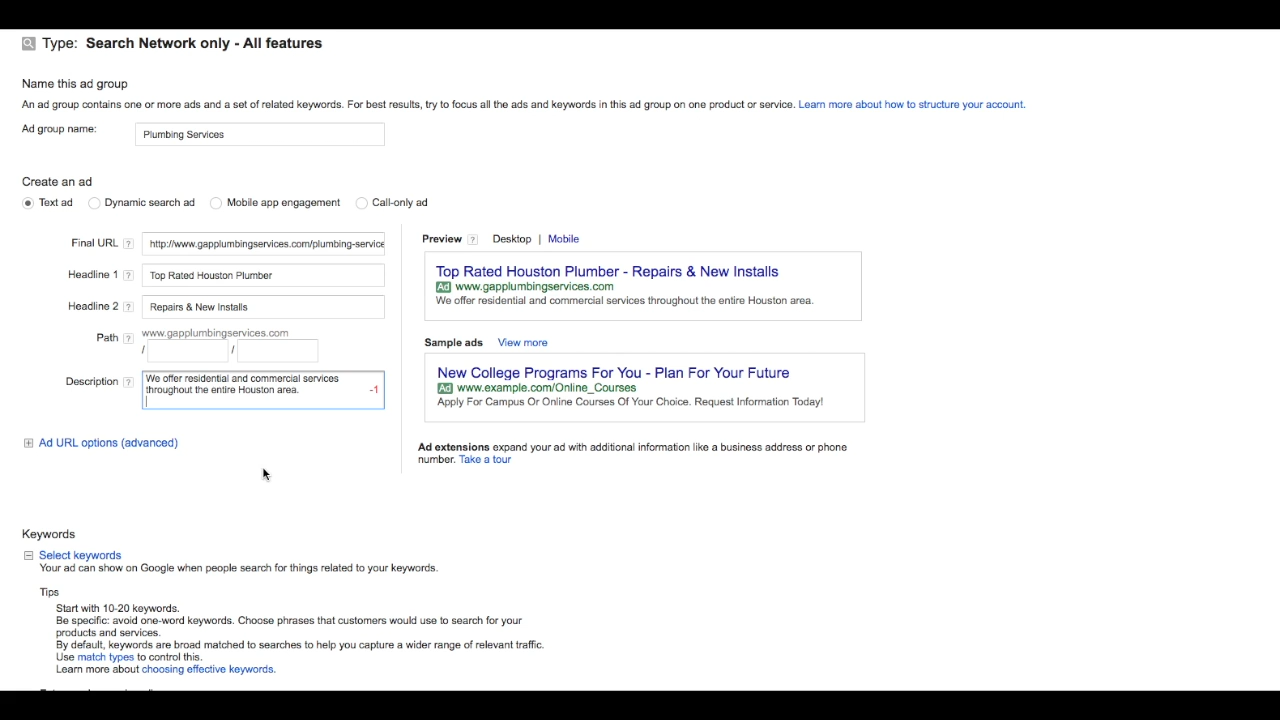 Type: Search Network only - All features
Name this ad group
An ad group contains one or more ads and a set of related keywords. For best results, try to focus all the ads and keywords in this ad group on one product or service. Learn more about how to structure your account.
Ad group name: Plumbing Services
Create an ad
Text ad Dynamic search ad Mobile app engagement Call-only ad
Final URL ? http://www.gapplumbingservices.com/plumbing-service
Headline 1 ? Top Rated Houston Plumber
Headline 2 ? Repairs & New Installs
Path ? www.gapplumbingservices.com
/ /
Description ? We offer residential and commercial services
throughout the entire Houston area. -1
Ad URL options (advanced)
Preview ? Desktop | Mobile
Top Rated Houston Plumber - Repairs & New Installs
Ad www.gapplumbingservices.com
We offer residential and commercial services throughout the entire Houston area.
Sample ads View more
New College Programs For You - Plan For Your Future
Ad www.example.com/Online_Courses
Apply For Campus Or Online Courses Of Your Choice. Request Information Today!
Ad extensions expand your ad with additional information like a business address or phone
number. Take a tour
Keywords
Select keywords
Your ad can show on Google when people search for things related to your keywords.
Tips
Start with 10-20 keywords.
Be specific: avoid one-word keywords. Choose phrases that customers would use to search for your
products and services.
By default, keywords are broad matched to searches to help you capture a wider range of relevant traffic.
Use match types to control this.
Learn more about choosing effective keywords.